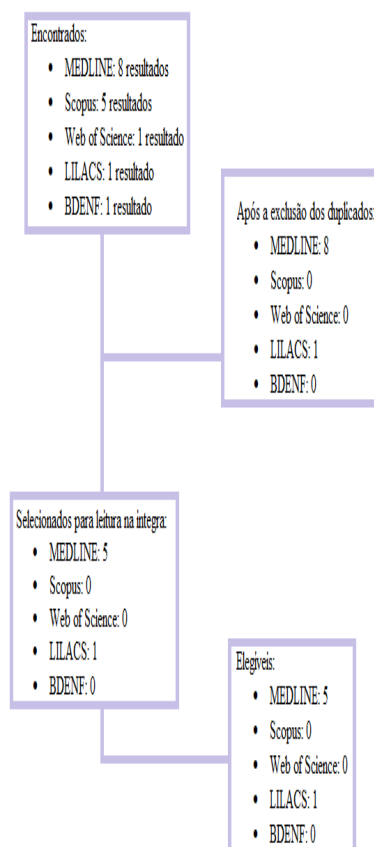 Encontrados:
• MEDLINE: 8 resultados
• Scopus: 5 resultados
• Web of Science: 1 resultado
• LILACS: 1 resultado
• BDENF: 1 resultado
Após a exclusão dos duplicados:
• MEDLINE: 8
• Scopus: 0
• Web of Science: 0
• LILACS: 1
• BDENF: 0
Selecionados para leitura na integra:
• MEDLINE: 5
• Scopus: 0
• Web of Science: 0
• LILACS: 1
• BDENF: 0
Elegíveis:
• MEDLINE: 5
• Scopus: 0
• Web of Science: 0
• LILACS: 1
• BDENF: 0